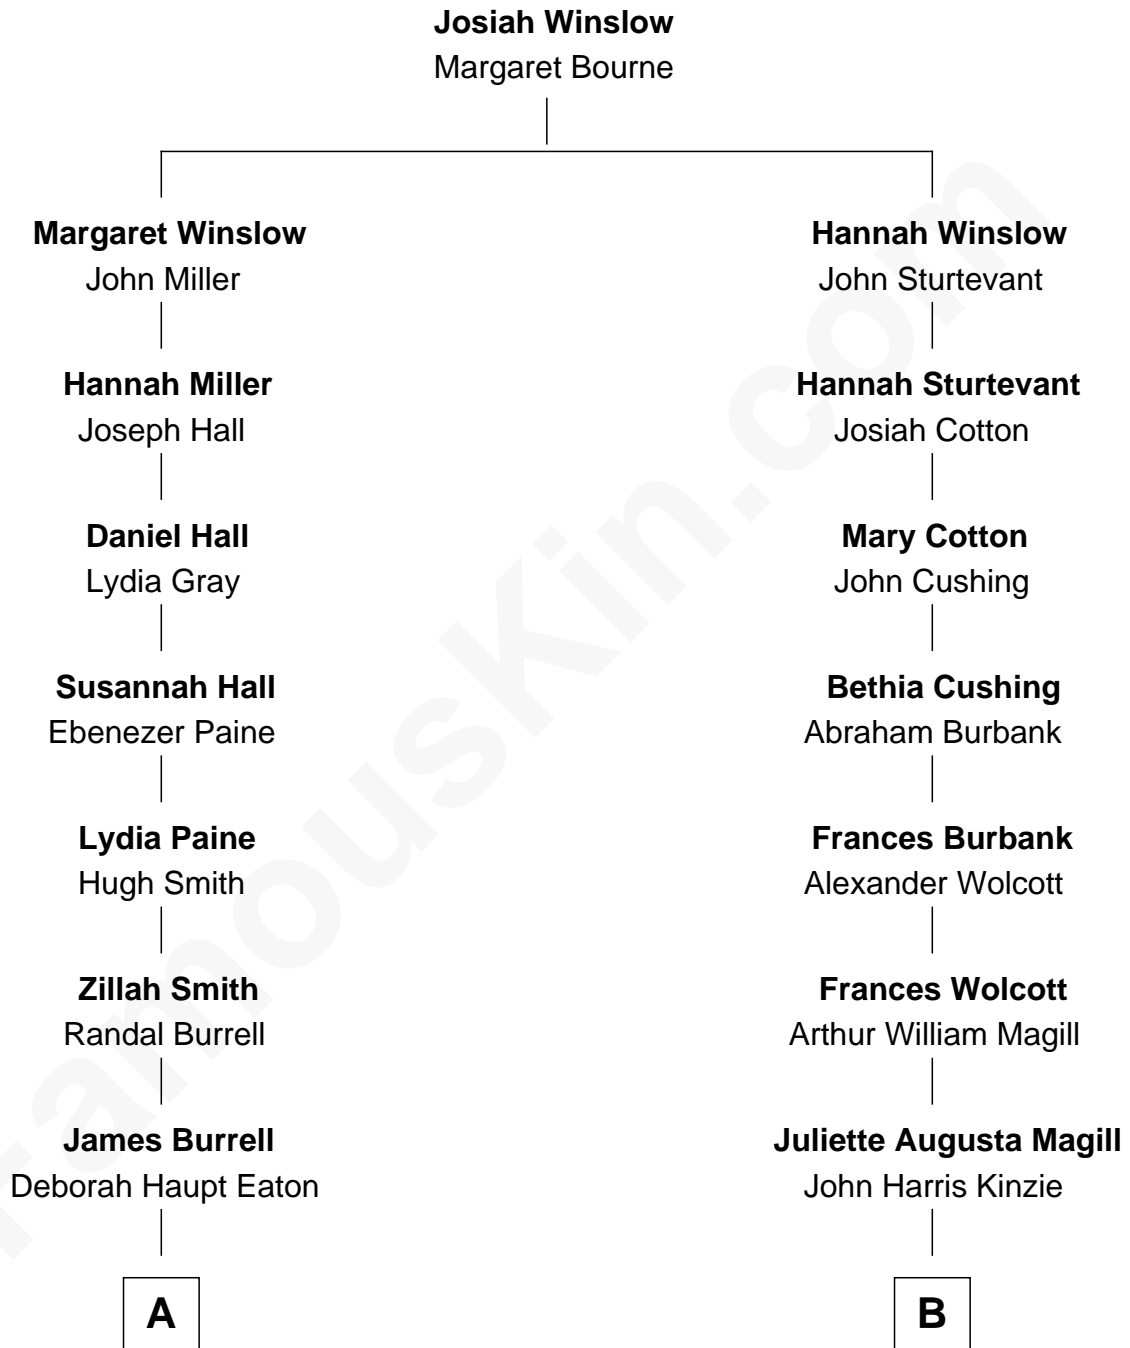 Josiah Winslow
Margaret Bourne
Margaret Winslow
John Miller
Hannah Winslow
John Sturtevant
Hannah Miller
Joseph Hall
Hannah Sturtevant
Josiah Cotton
Daniel Hall
Lydia Gray
Mary Cotton
John Cushing
Susannah Hall
Ebenezer Paine
Bethia Cushing
Abraham Burbank
Lydia Paine
Hugh Smith
Frances Burbank
Alexander Wolcott
Zillah Smith
Randal Burrell
Frances Wolcott
Arthur William Magill
James Burrell
Deborah Haupt Eaton
Juliette Augusta Magill
John Harris Kinzie
A
B
FamousKin.com